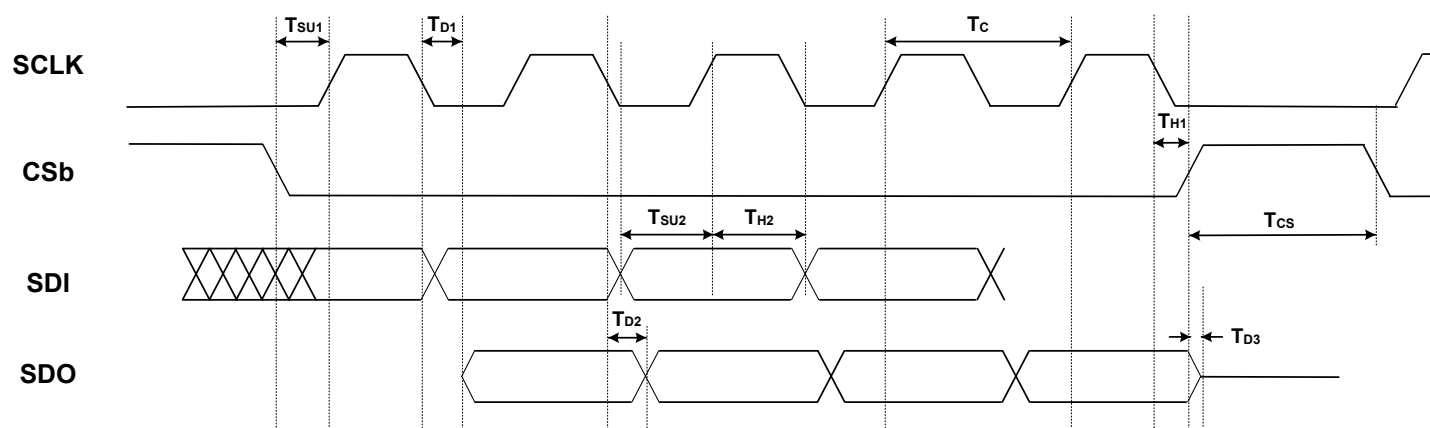 TSU1
TD1
TC
SCLK
TH1
CSb
TSU2
TH2
TCS
SDI
TD2
TD3
SDO